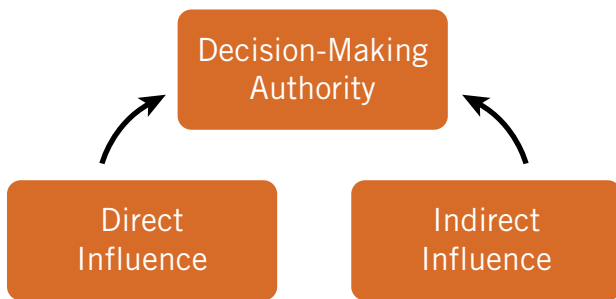 Decision-Making
Authority
Direct
Influence
Indirect
Influence